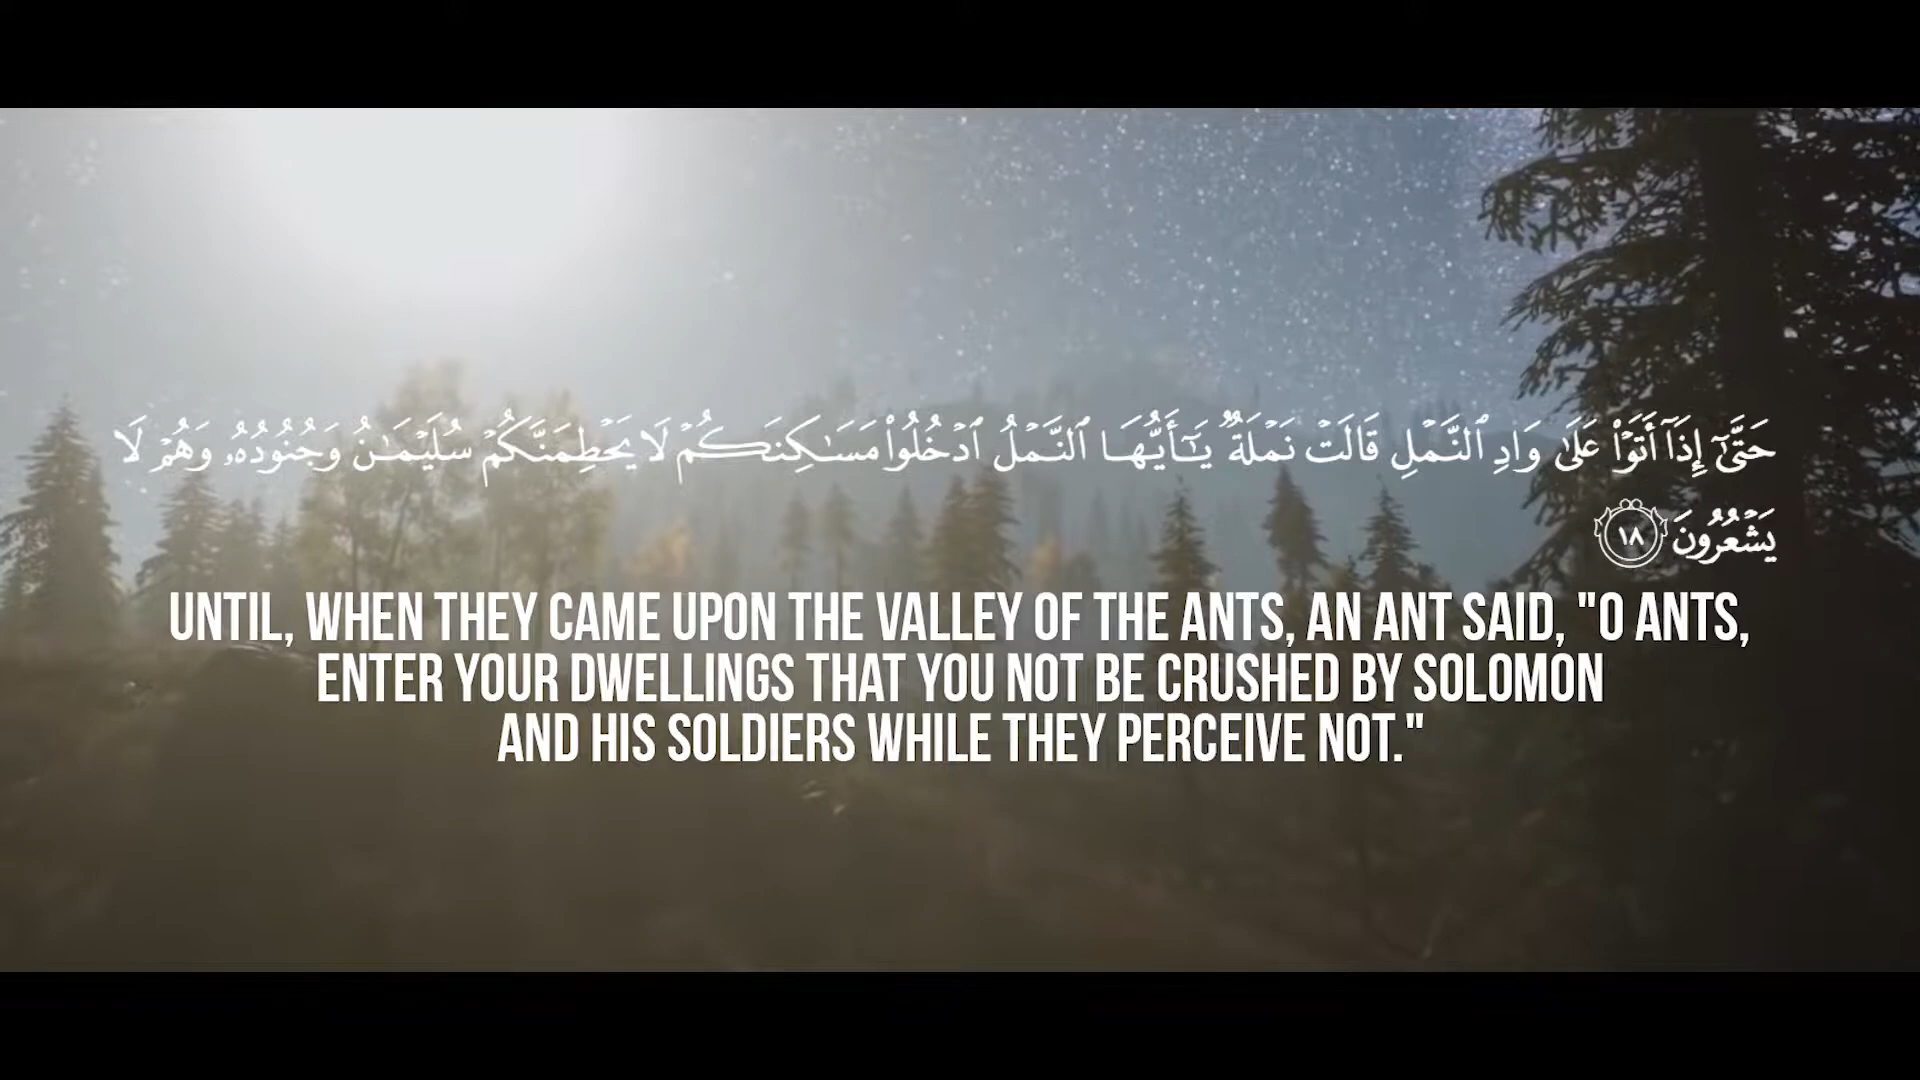 حَتَّىٰٓ إِذَآ أَتَوْا۟ عَلَىٰ وَادِ ٱلنَّمْلِ قَالَتْ نَمْلَةٌ يَـٰٓأَيُّهَا ٱلنَّمْلُ ٱدْخُلُوا۟ مَسَـٰكِنَكُمْ لَا يَحْطِمَنَّكُمْ سُلَيْمَـٰنُ وَجُنُودُهُۥ وَهُمْ لَا
يَشْعُرُونَ ١٨
UNTIL, WHEN THEY CAME UPON THE VALLEY OF THE ANTS, AN ANT SAID, "O ANTS,
ENTER YOUR DWELLINGS THAT YOU NOT BE CRUSHED BY SOLOMON
AND HIS SOLDIERS WHILE THEY PERCEIVE NOT."